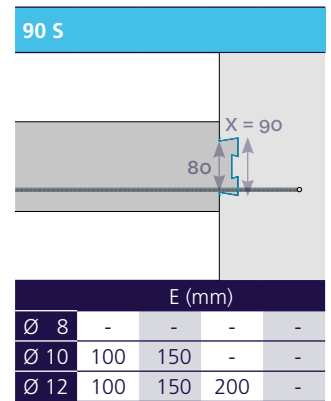 90 S
X = 90
80
E (mm)
Ø 8 - - - -
Ø 10 100 150 - -
Ø 12 100 150 200 -